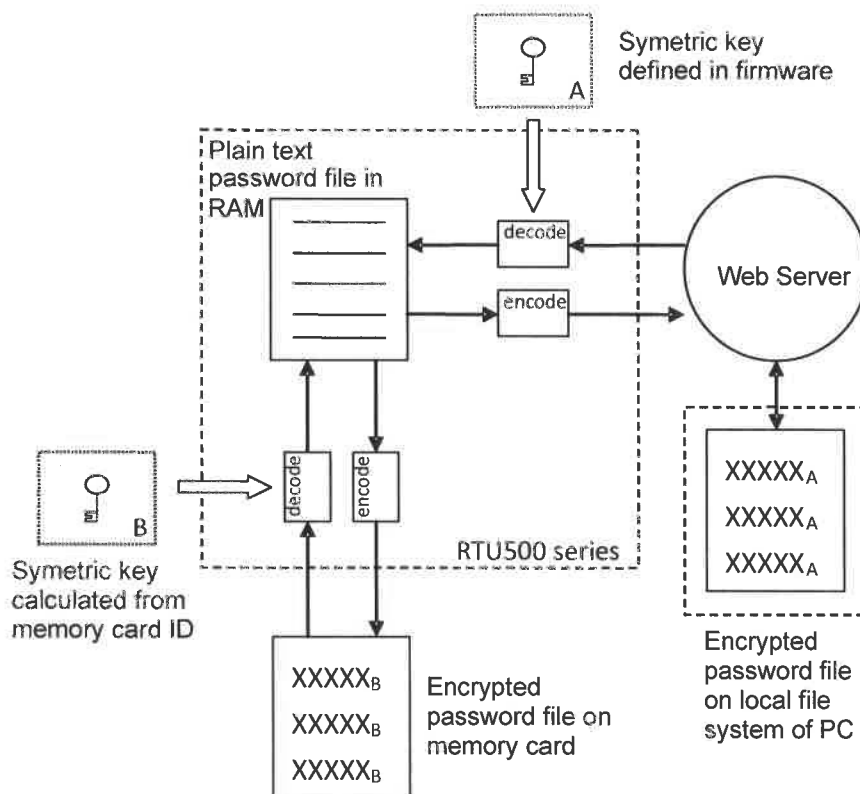 A
Symetric key
defined in firmware
Plain text
password file in
RAM
decode
encode
Web Server
decode
encode
B
RTU500 series
Symetric key
calculated from
memory card ID
XXXXXA
XXXXXA
XXXXXA
Encrypted
password file
on local file
system of PC
XXXXXB
XXXXXB
XXXXXB
Encrypted
password file on
memory card